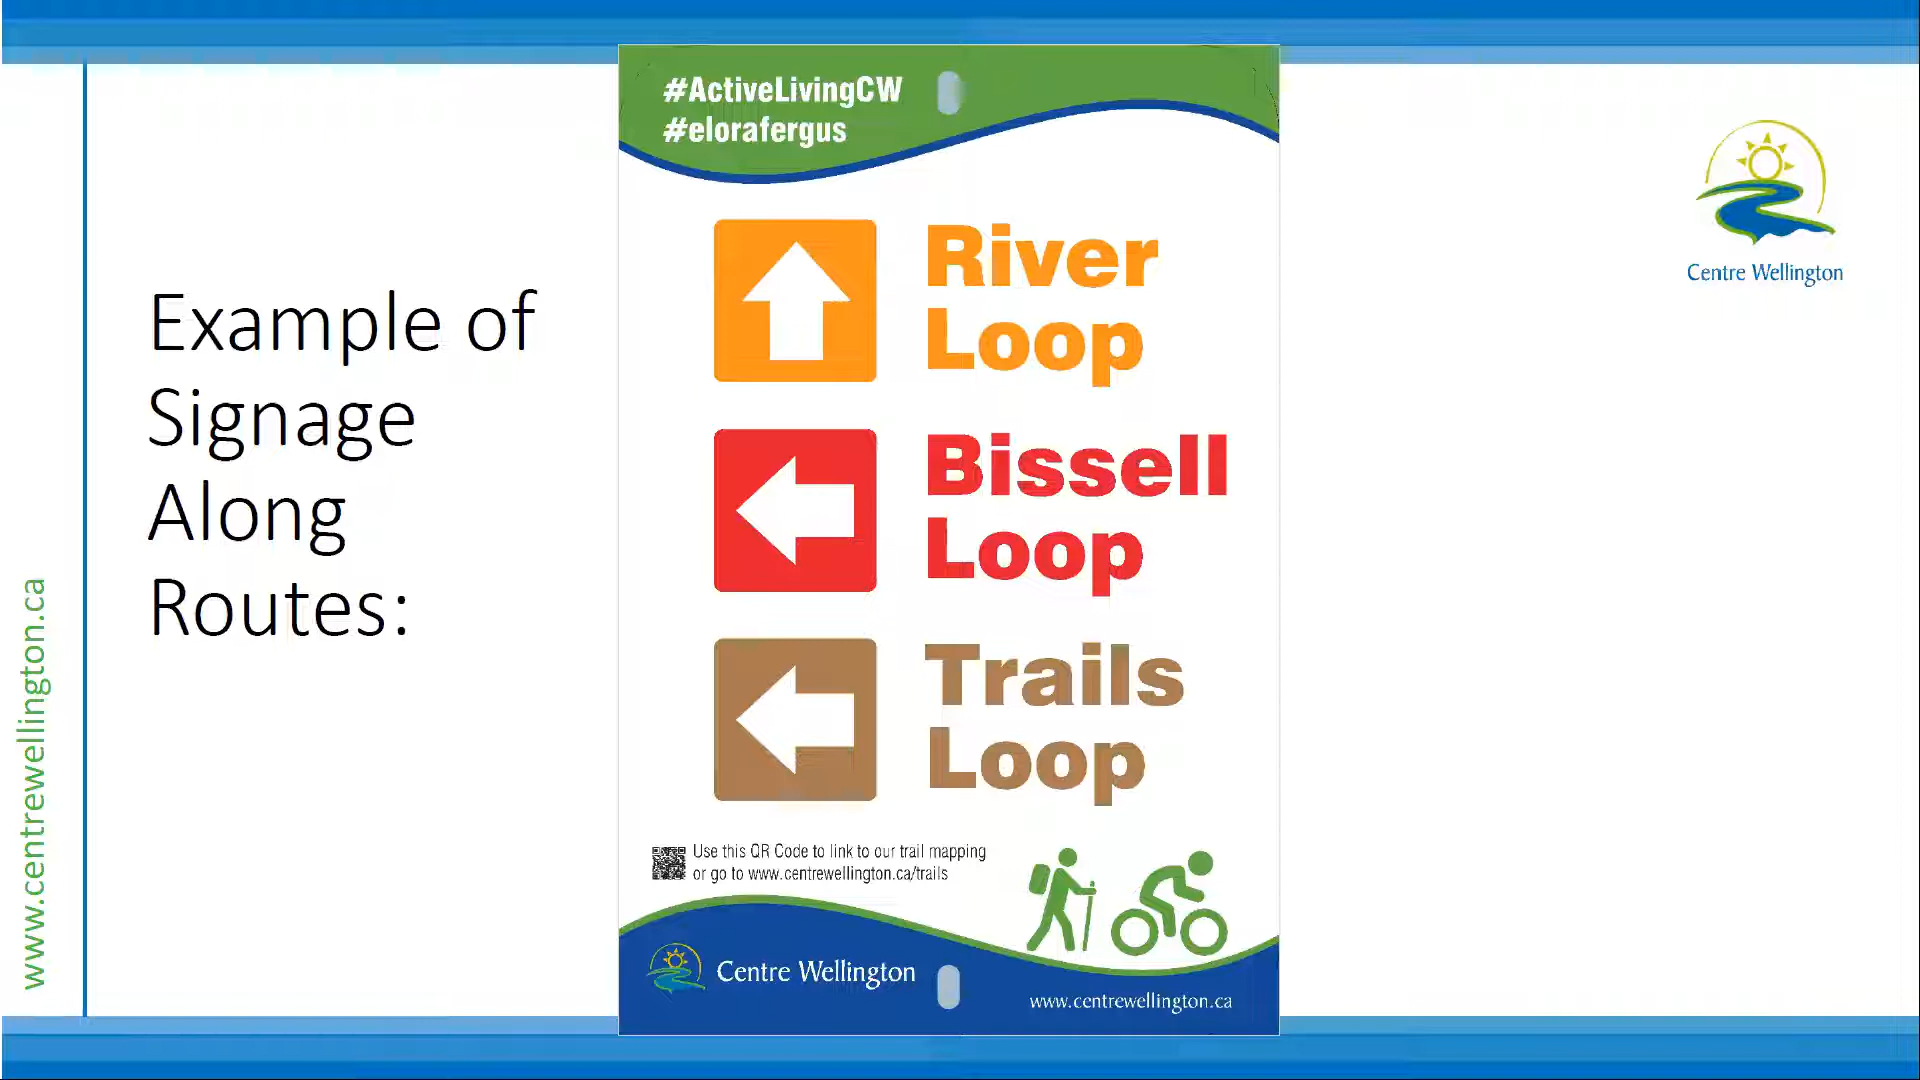 Example of
Signage
Along
Routes:
www.centrewellington.ca
#ActiveLivingCW
#elorafergus
River
Loop
Bissell
Loop
Trails
Loop
Use this QR Code to link to our trail mapping
or go to www.centrewellington.ca/trails
Centre Wellington
www.centrewellington.ca
Centre Wellington